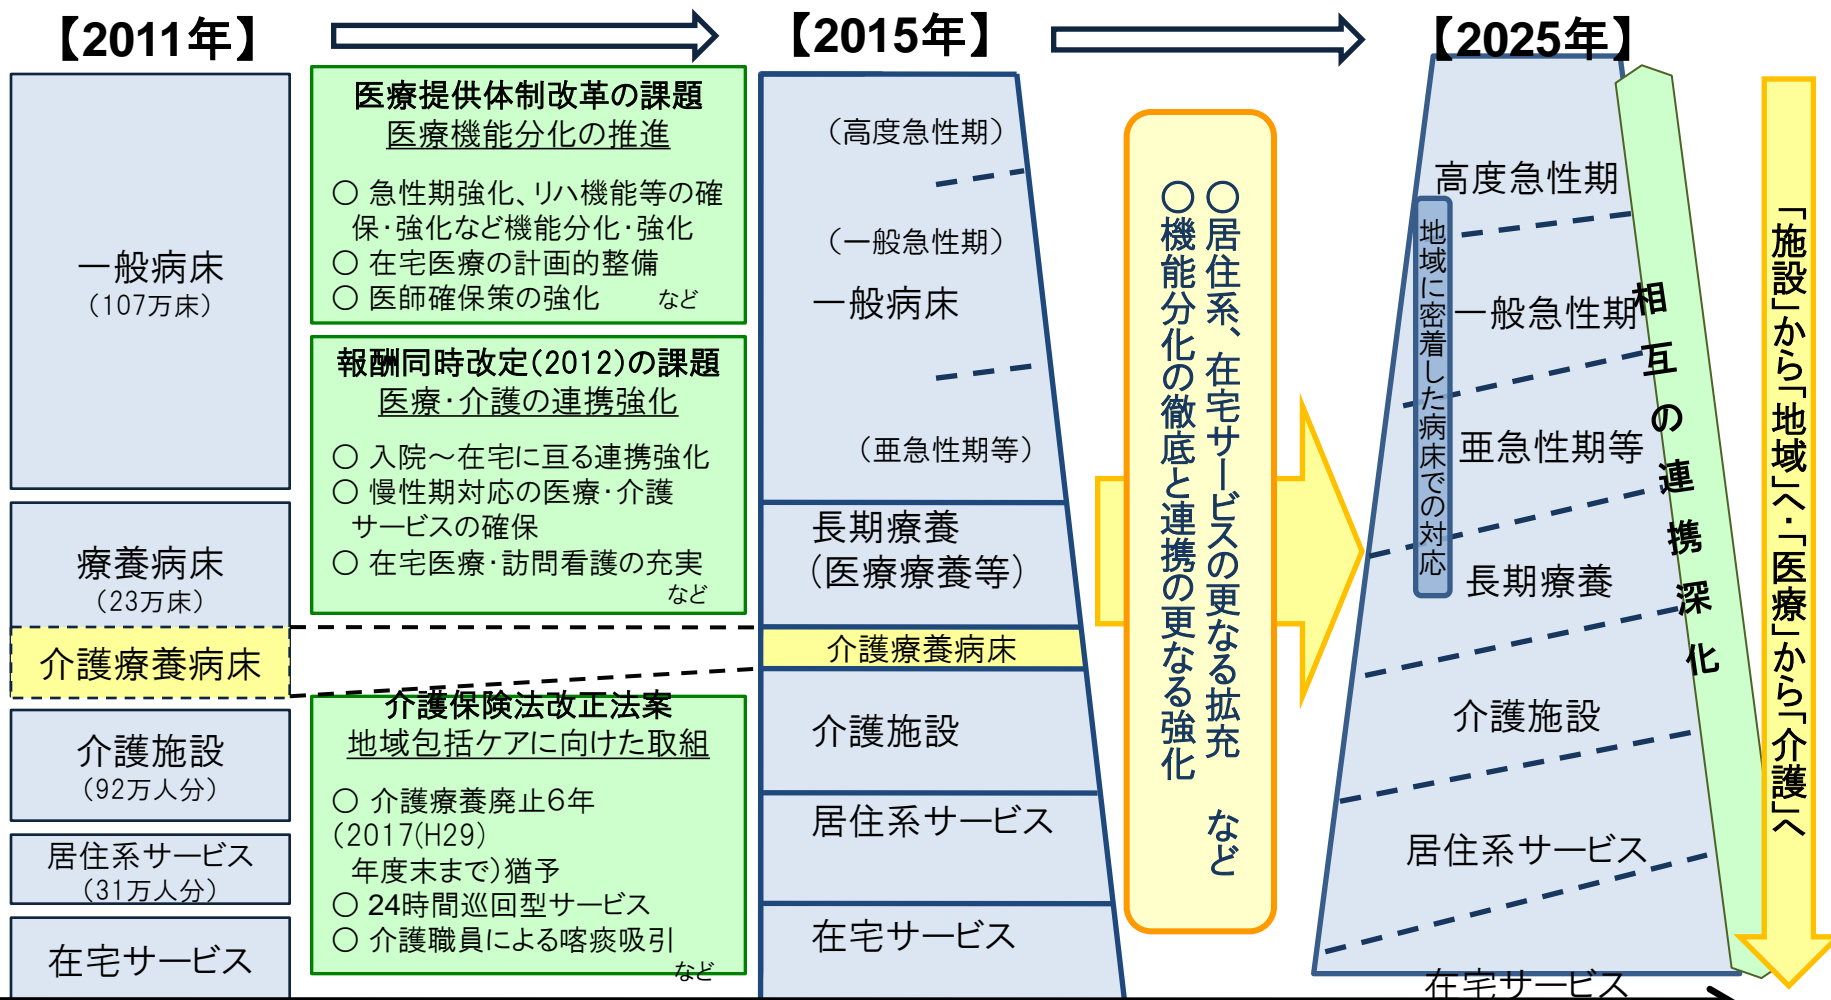 【2011年】
【2015年】
【2025年】
一般病床
（107万床）
療養病床
（23万床）
介護療養病床
介護施設
（92万人分）
居住系サービス
（31万人分）
在宅サービス
医療提供体制改革の課題
医療機能分化の推進
○ 急性期強化、リハ機能等の確
保・強化など機能分化・強化
○ 在宅医療の計画的整備
○ 医師確保策の強化　など
報酬同時改定(2012)の課題
医療・介護の連携強化
○ 入院～在宅に亘る連携強化
○ 慢性期対応の医療・介護
サービスの確保
○ 在宅医療・訪問看護の充実
など
介護保険法改正法案
地域包括ケアに向けた取組
○ 介護療養廃止６年
(2017(H29)
年度末まで)猶予
○ 24時間巡回型サービス
○ 介護職員による喀痰吸引
など
（高度急性期）
（一般急性期）
一般病床
（亜急性期等）
長期療養
（医療療養等）
介護療養病床
介護施設
居住系サービス
在宅サービス
○居住系、在宅サービスの更なる拡充　など
○機能分化の徹底と連携の更なる強化
高度急性期
一般急性期
亜急性期等
長期療養
介護施設
居住系サービス
在宅サービス
地域に密着した病床での対応
相互の連携深化
「施設」から「地域」へ・「医療」から「介護」へ